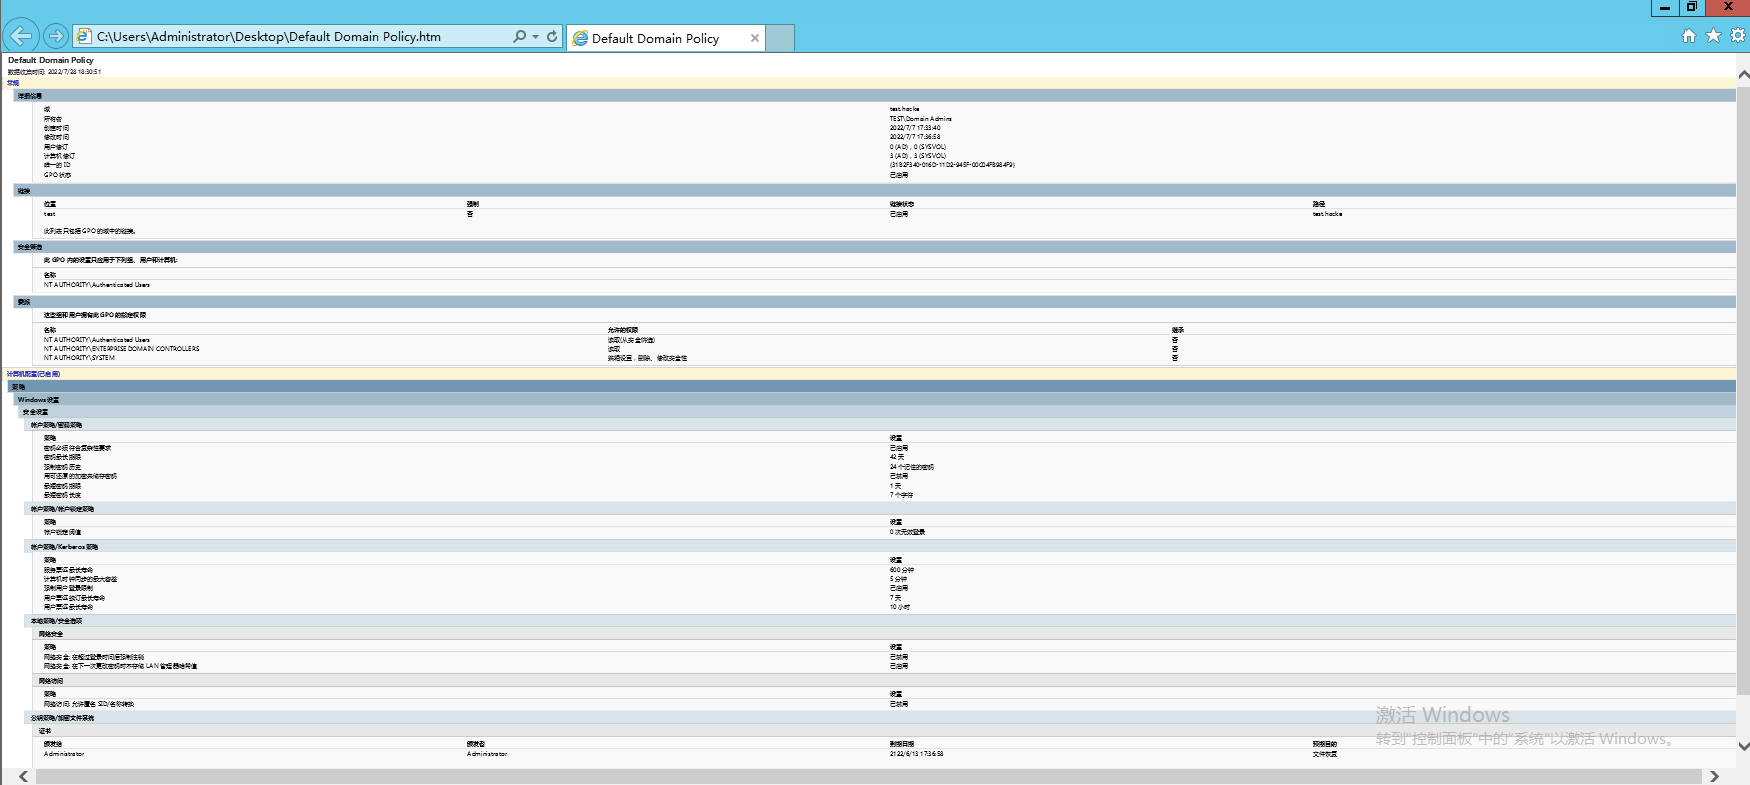 C:\Users\Administrator\Desktop\Default Domain Policy.htm
Default Domain Policy
Default Domain Policy
数据收集时间: 2022/7/28 18:30:51
常规
详细信息
域 test.hacke
所有者 TEST\Domain Admins
创建时间 2022/7/7 17:33:40
修改时间 2022/7/7 17:36:58
用户修订 0 (AD)，0 (SYSVOL)
计算机修订 3 (AD)，3 (SYSVOL)
唯一的 ID {31B2F340-016D-11D2-945F-00C04FB984F9}
GPO 状态 已启用
链接
位置 强制 链接状态 路径
test 否 已启用 test.hacke
此列表只包括 GPO 的域中的链接。
安全筛选
此 GPO 内的设置只应用于下列组、用户和计算机:
名称
NT AUTHORITY\Authenticated Users
委派
这些组和用户拥有此 GPO 的指定权限
名称 允许的权限 继承
NT AUTHORITY\Authenticated Users 读取(从安全筛选) 否
NT AUTHORITY\ENTERPRISE DOMAIN CONTROLLERS 读取 否
NT AUTHORITY\SYSTEM 编辑设置，删除、修改安全性 否
计算机配置(已启用)
策略
Windows 设置
安全设置
帐户策略/密码策略
策略 设置
密码必须符合复杂性要求 已启用
密码最长期限 42 天
强制密码历史 24 个记住的密码
用可还原的加密来储存密码 已禁用
最短密码期限 1 天
最短密码长度 7 个字符
帐户策略/帐户锁定策略
策略 设置
帐户锁定阈值 0 次无效登录
帐户策略/Kerberos 策略
策略 设置
服务票证最长寿命 600 分钟
计算机时钟同步的最大容差 5 分钟
强制用户登录限制 已启用
用户票证续订最长寿命 7 天
用户票证最长寿命 10 小时
本地策略/安全选项
网络安全
策略 设置
网络安全: 在超过登录时间后强制注销 已禁用
网络安全: 在下一次更改密码时不存储 LAN 管理器哈希值 已启用
网络访问
策略 设置
网络访问: 允许匿名 SID/名称转换 已禁用
公钥策略/加密文件系统
证书
颁发给 颁发者 到期日期 预期目的
Administrator Administrator 2122/6/13 17:36:58 文件恢复
激活 Windows
转到"控制面板"中的"系统"以激活 Windows。